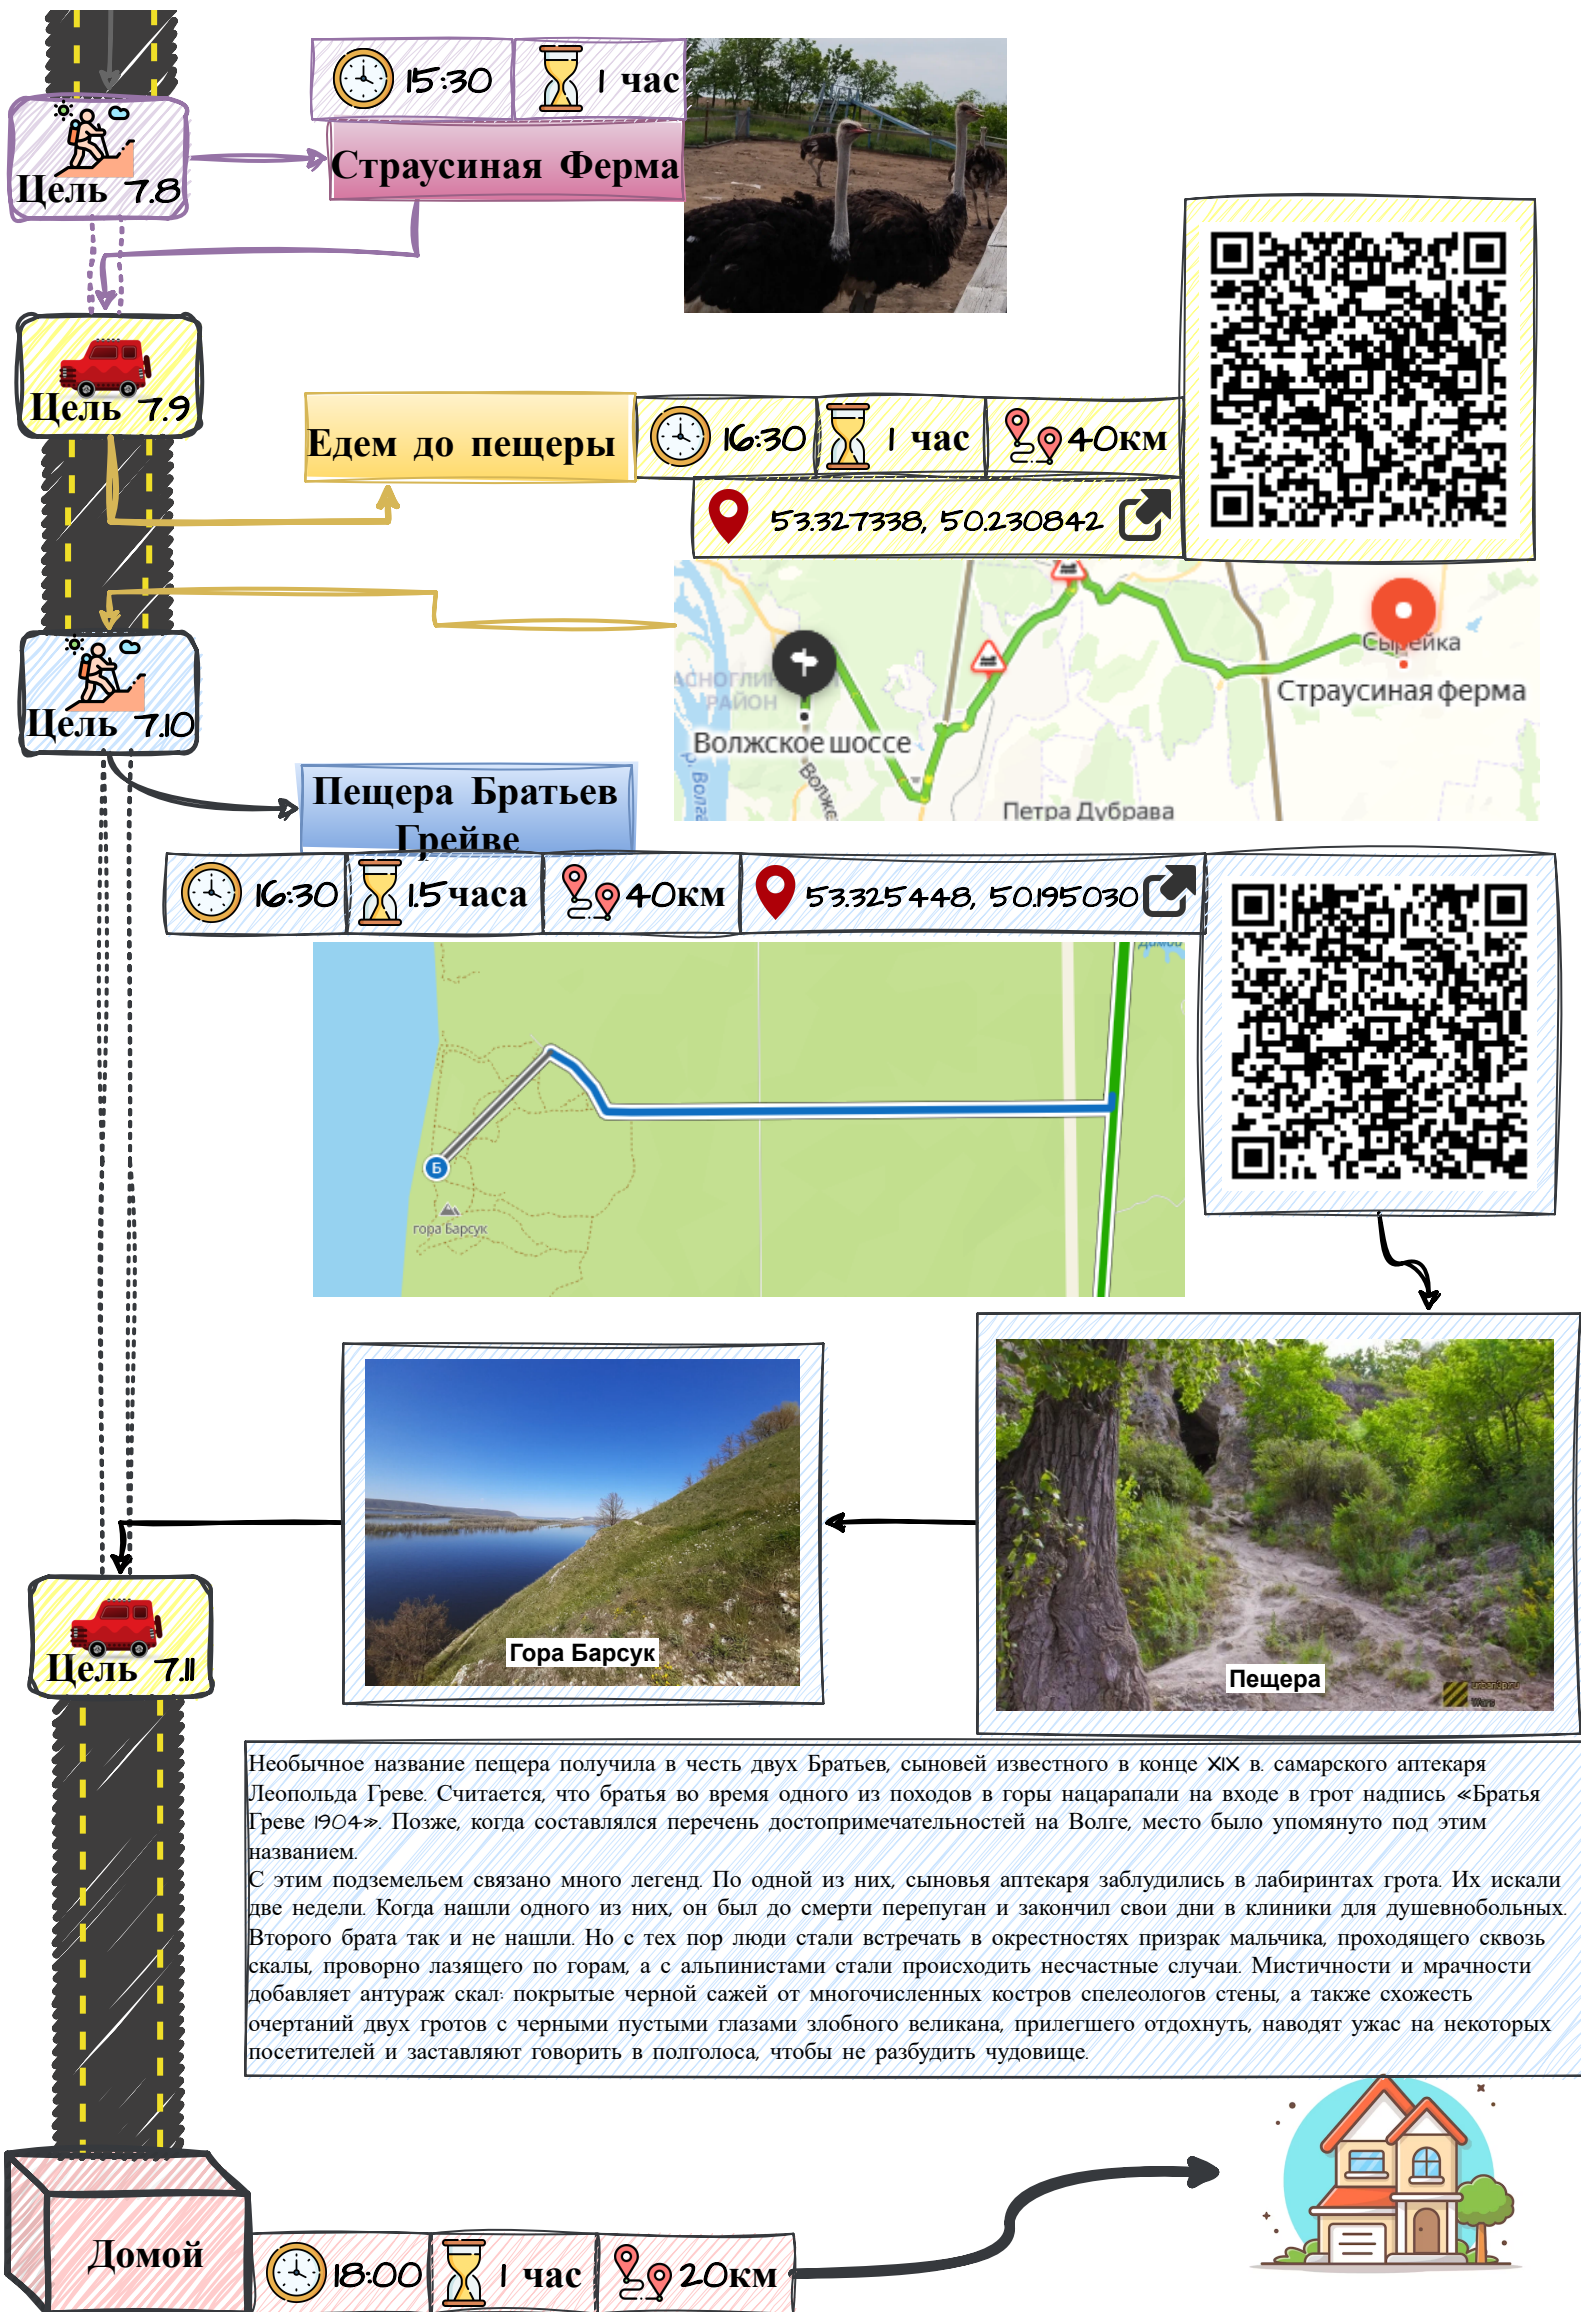 15:30
1 час
Страусиная Ферма
Цель 7.8
Цель 7.9
Едем до пещеры
16:30
1 час
40км
53.327338, 50.230842
Сырейка
Страусиная ферма
РАЙОН
Волжское шоссе
р. Волга
Петра Дубрава
Цель 7.10
Пещера Братьев
Грейве
16:30
1.5часа
40км
53.325448, 50.195030
Б
гора Барсук
Гора Барсук
Пещера
Цель 7.11
Необычное название пещера получила в честь двух Братьев, сыновей известного в конце XIX в. самарского аптекаря
Леопольда Греве. Считается, что братья во время одного из походов в горы нацарапали на входе в грот надпись «Братья
Греве 1904». Позже, когда составлялся перечень достопримечательностей на Волге, место было упомянуто под этим
названием.
С этим подземельем связано много легенд. По одной из них, сыновья аптекаря заблудились в лабиринтах грота. Их искали
две недели. Когда нашли одного из них, он был до смерти перепуган и закончил свои дни в клиники для душевнобольных.
Второго брата так и не нашли. Но с тех пор люди стали встречать в окрестностях призрак мальчика, проходящего сквозь
скалы, проворно лазящего по горам, а с альпинистами стали происходить несчастные случаи. Мистичности и мрачности
добавляет антураж скал: покрытые черной сажей от многочисленных костров спелеологов стены, а также схожесть
очертаний двух гротов с черными пустыми глазами злобного великана, прилегшего отдохнуть, наводят ужас на некоторых
посетителей и заставляют говорить в полголоса, чтобы не разбудить чудовище.
Домой
18:00
1 час
20км